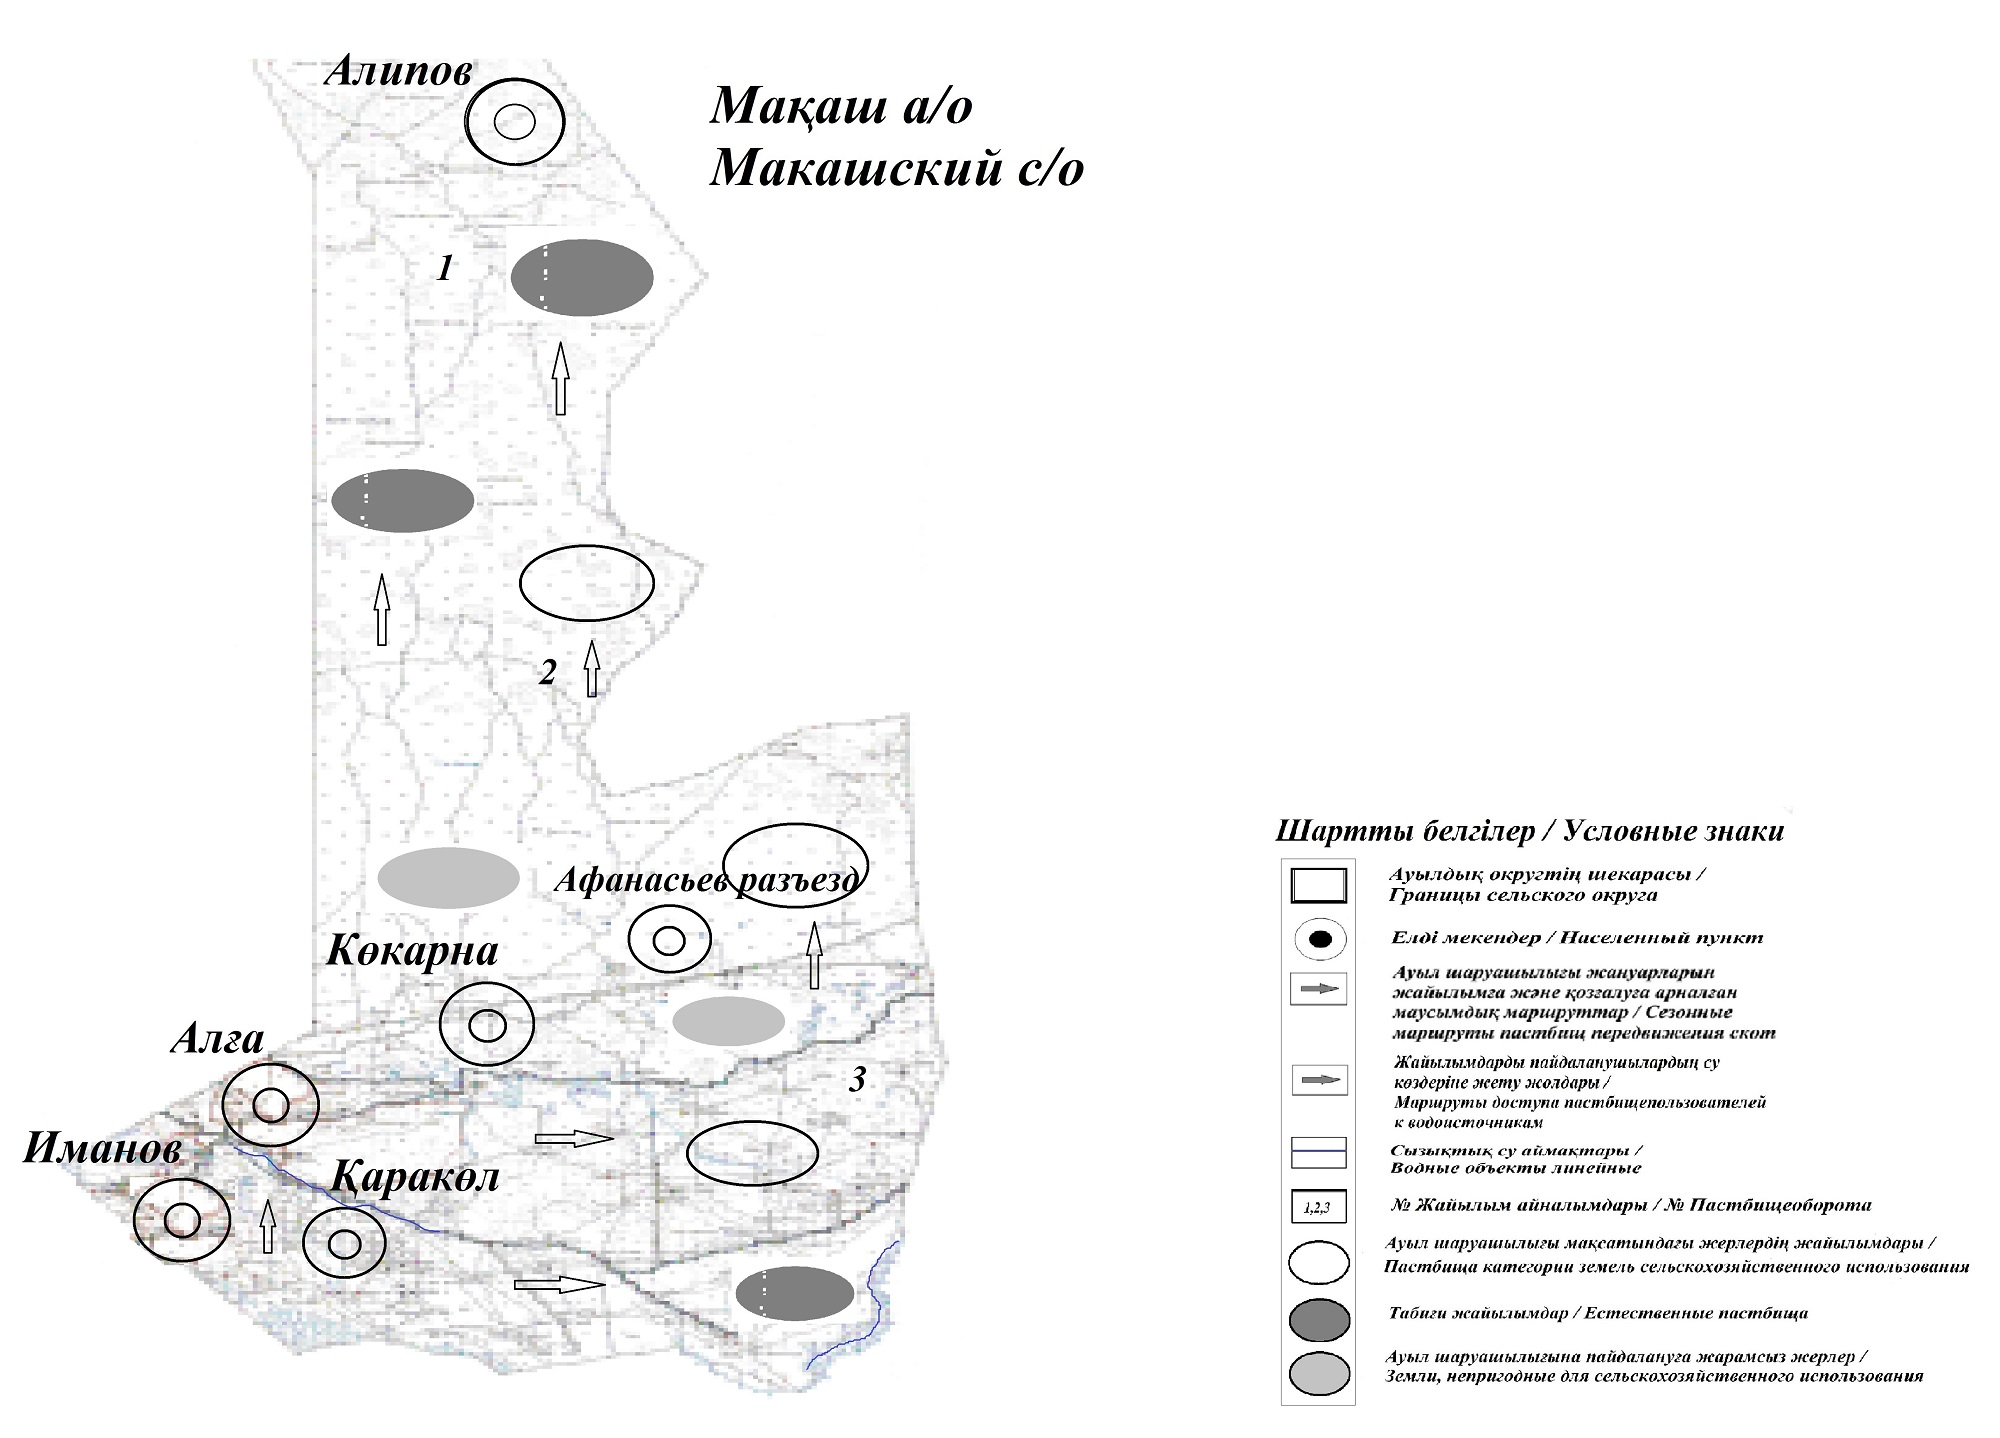 Алипов
Мақаш а/о
Макашский с/о
1
2
Афанасьев разъезд
Көкарна
Алға
3
Иманов
Қаракөл
Шартты белгілер / Условные знаки
Ауылдық округтің шекарасы /
Границы сельского округа
Елді мекендер / Населенный пункт
Ауыл шаруашылығы жануарларын
жайылымға және қозғалуға арналған
маусымдық маршруттар / Сезонные
маршруты пастбищ передвижения скот
Жайылымдарды пайдаланушылардың су
көздеріне жету жолдары /
Маршруты доступа пастбищепользователей
к водоисточникам
Сызықтық су аймақтары /
Водные объекты линейные
1,2,3
№ Жайылым айналымдары / № Пастбищеоборота
Ауыл шаруашылығы мақсатындағы жерлердің жайылымдары /
Пастбища категории земель сельскохозяйственного использования
Табиғи жайылымдар / Естественные пастбища
Ауыл шаруашылығына пайдалануға жарамсыз жерлер /
Земли, непригодные для сельскохозяйственного использования